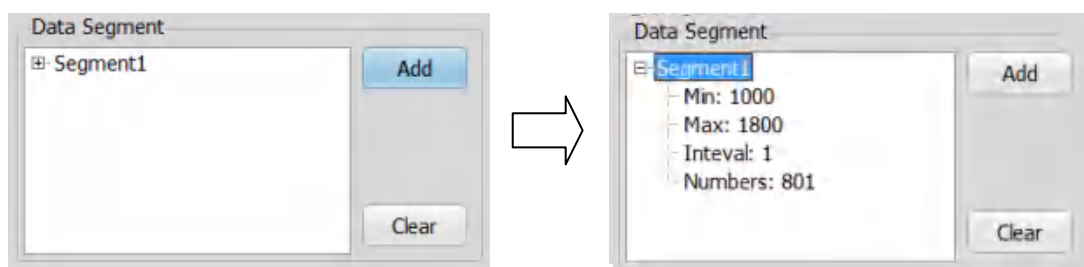 Data Segment
Segment1
Add
Clear
Data Segment
Segment1
Min: 1000
Max: 1800
Inteval: 1
Numbers: 801
Add
Clear